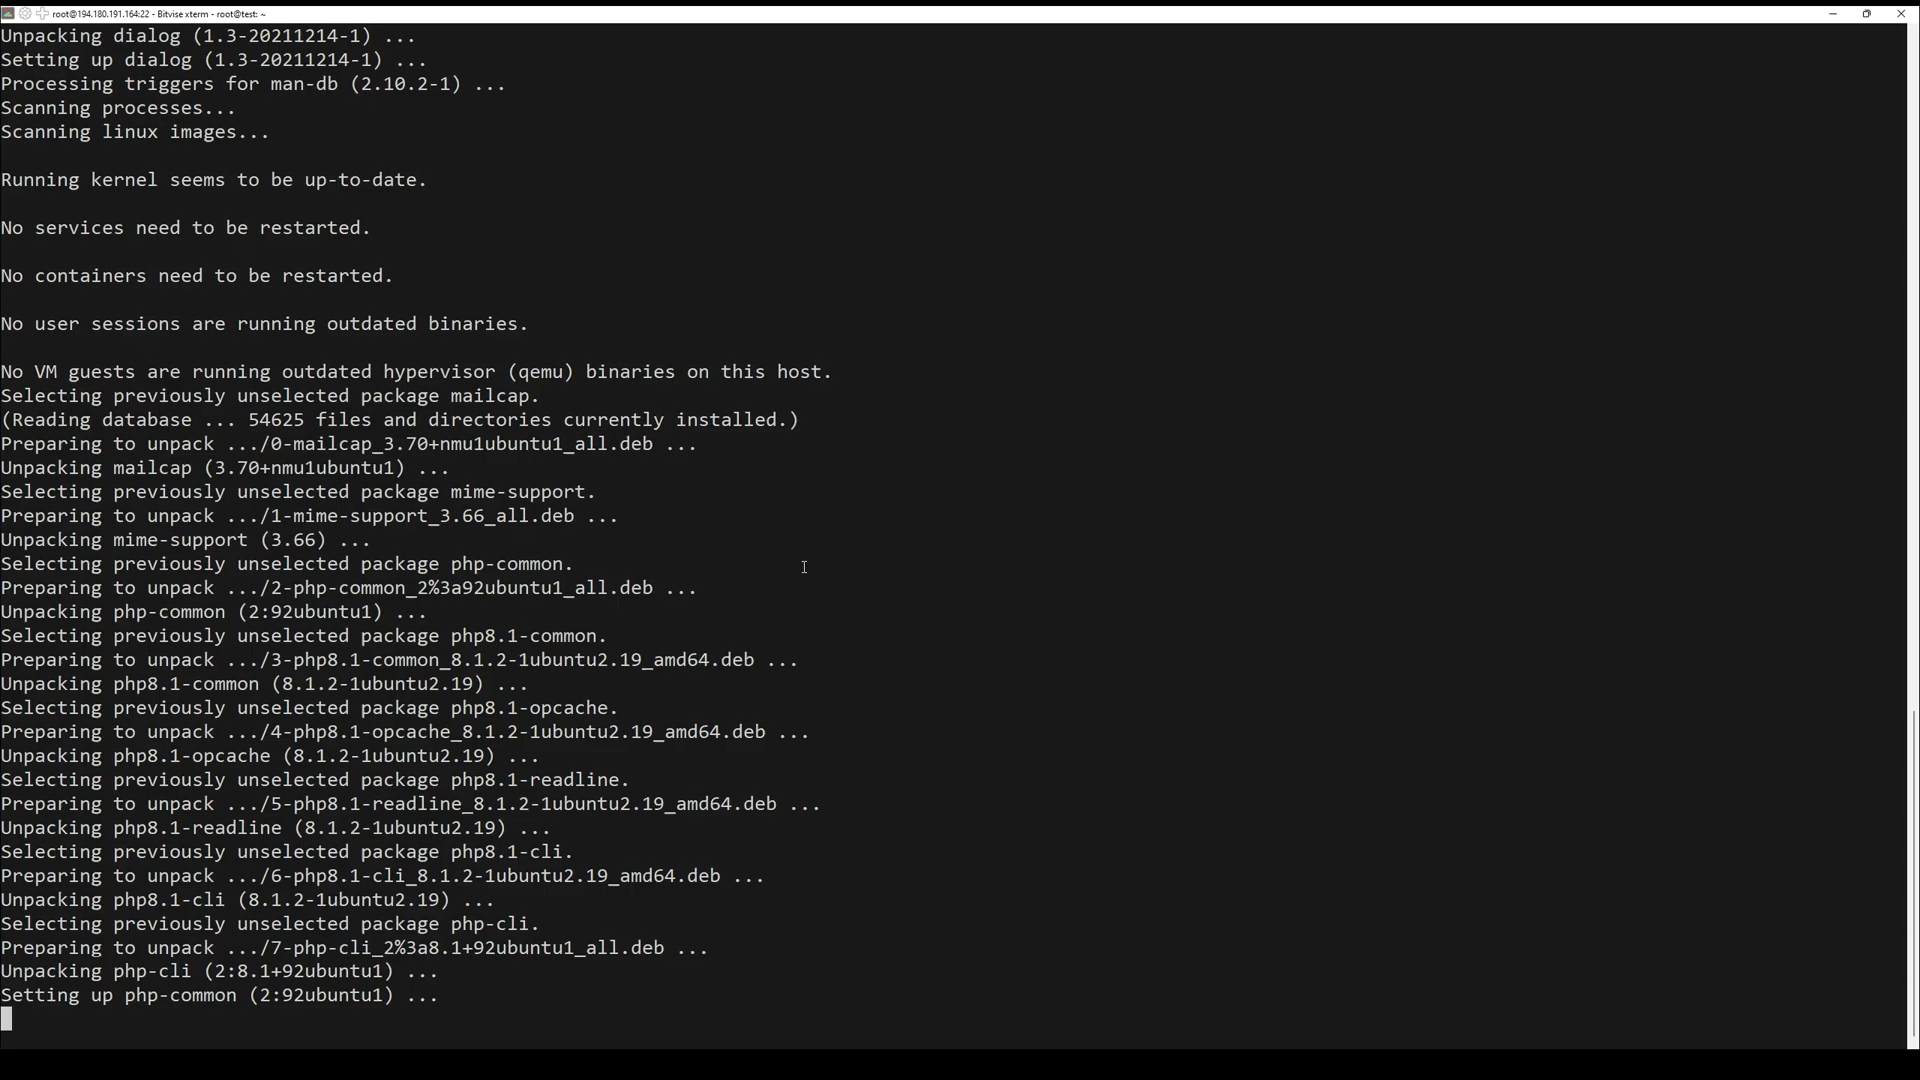 root@194.180.191.164:22 - Bitvise xterm - root@test: ~
Unpacking dialog (1.3-20211214-1) ...
Setting up dialog (1.3-20211214-1) ...
Processing triggers for man-db (2.10.2-1) ...
Scanning processes...
Scanning linux images...
Running kernel seems to be up-to-date.
No services need to be restarted.
No containers need to be restarted.
No user sessions are running outdated binaries.
No VM guests are running outdated hypervisor (qemu) binaries on this host.
Selecting previously unselected package mailcap.
(Reading database ... 54625 files and directories currently installed.)
Preparing to unpack .../0-mailcap_3.70+nmu1ubuntu1_all.deb ...
Unpacking mailcap (3.70+nmu1ubuntu1) ...
Selecting previously unselected package mime-support.
Preparing to unpack .../1-mime-support_3.66_all.deb ...
Unpacking mime-support (3.66) ...
Selecting previously unselected package php-common.
Preparing to unpack .../2-php-common_2%3a92ubuntu1_all.deb ...
Unpacking php-common (2:92ubuntu1) ...
Selecting previously unselected package php8.1-common.
Preparing to unpack .../3-php8.1-common_8.1.2-1ubuntu2.19_amd64.deb ...
Unpacking php8.1-common (8.1.2-1ubuntu2.19) ...
Selecting previously unselected package php8.1-opcache.
Preparing to unpack .../4-php8.1-opcache_8.1.2-1ubuntu2.19_amd64.deb ...
Unpacking php8.1-opcache (8.1.2-1ubuntu2.19) ...
Selecting previously unselected package php8.1-readline.
Preparing to unpack .../5-php8.1-readline_8.1.2-1ubuntu2.19_amd64.deb ...
Unpacking php8.1-readline (8.1.2-1ubuntu2.19) ...
Selecting previously unselected package php8.1-cli.
Preparing to unpack .../6-php8.1-cli_8.1.2-1ubuntu2.19_amd64.deb ...
Unpacking php8.1-cli (8.1.2-1ubuntu2.19) ...
Selecting previously unselected package php-cli.
Preparing to unpack .../7-php-cli_2%3a8.1+92ubuntu1_all.deb ...
Unpacking php-cli (2:8.1+92ubuntu1) ...
Setting up php-common (2:92ubuntu1) ...